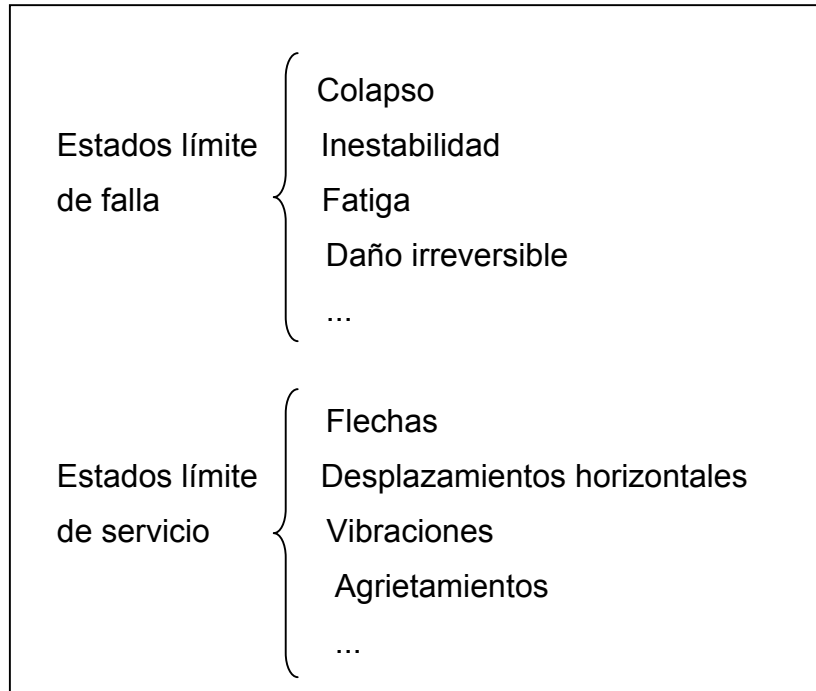 Estados límite
de falla
Colapso
Inestabilidad
Fatiga
Daño irreversible
...
Estados límite
de servicio
Flechas
Desplazamientos horizontales
Vibraciones
Agrietamientos
...